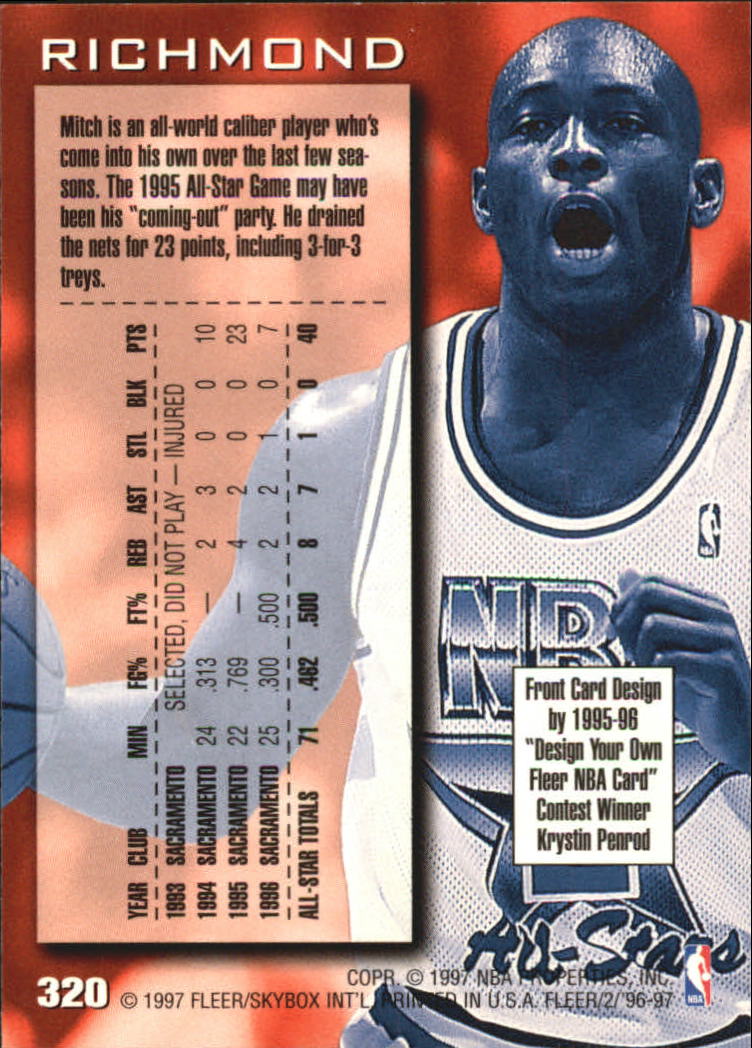 RICHMOND
Mitch is an all-world caliber player who's
come into his own over the last few sea-
sons. The 1995 All-Star Game may have
been his "coming-out" party. He drained
the nets for 23 points, including 3-for-3
treys.
YEAR CLUB MIN FG% FT% REB AST STL BLK PTS
1993 SACRAMENTO SELECTED, DID NOT PLAY — INJURED
1994 SACRAMENTO 24 .313 — 2 3 0 0 10
1995 SACRAMENTO 22 .769 — 4 2 0 0 23
1996 SACRAMENTO 25 .300 .500 2 2 1 0 7
ALL-STAR TOTALS 71 .462 .500 8 7 1 0 40
NBA
NB
Front Card Design
by 1995-96
"Design Your Own
Fleer NBA Card"
Contest Winner
Krystin Penrod
All-Stars
320
COPR. © 1997 NBA PROPERTIES, INC.
© 1997 FLEER/SKYBOX INT'L PRINTED IN U.S.A. FLEER/2/'96-97
NBA